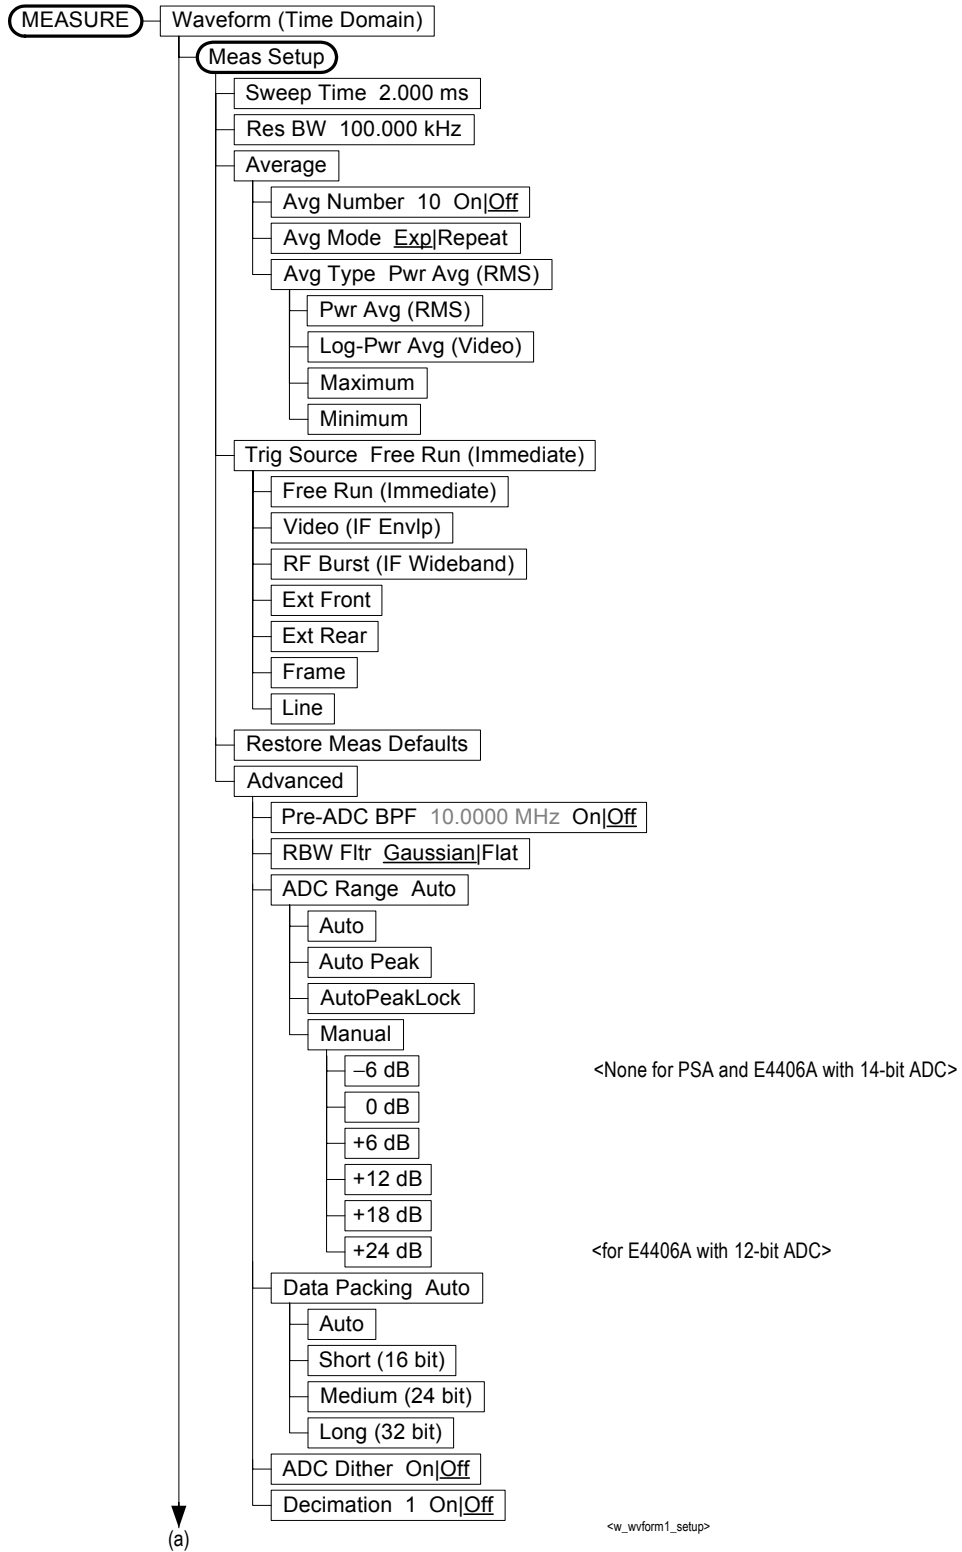 MEASURE Waveform (Time Domain)
Meas Setup
Sweep Time 2.000 ms
Res BW 100.000 kHz
Average
Avg Number 10 On|Off
Avg Mode Exp|Repeat
Avg Type Pwr Avg (RMS)
Pwr Avg (RMS)
Log-Pwr Avg (Video)
Maximum
Minimum
Trig Source Free Run (Immediate)
Free Run (Immediate)
Video (IF Envlp)
RF Burst (IF Wideband)
Ext Front
Ext Rear
Frame
Line
Restore Meas Defaults
Advanced
Pre-ADC BPF 10.0000 MHz On|Off
RBW Fltr Gaussian|Flat
ADC Range Auto
Auto
Auto Peak
AutoPeakLock
Manual
–6 dB <None for PSA and E4406A with 14-bit ADC>
0 dB
+6 dB
+12 dB
+18 dB
+24 dB <for E4406A with 12-bit ADC>
Data Packing Auto
Auto
Short (16 bit)
Medium (24 bit)
Long (32 bit)
ADC Dither On|Off
Decimation 1 On|Off
<w_wvform1_setup>
(a)